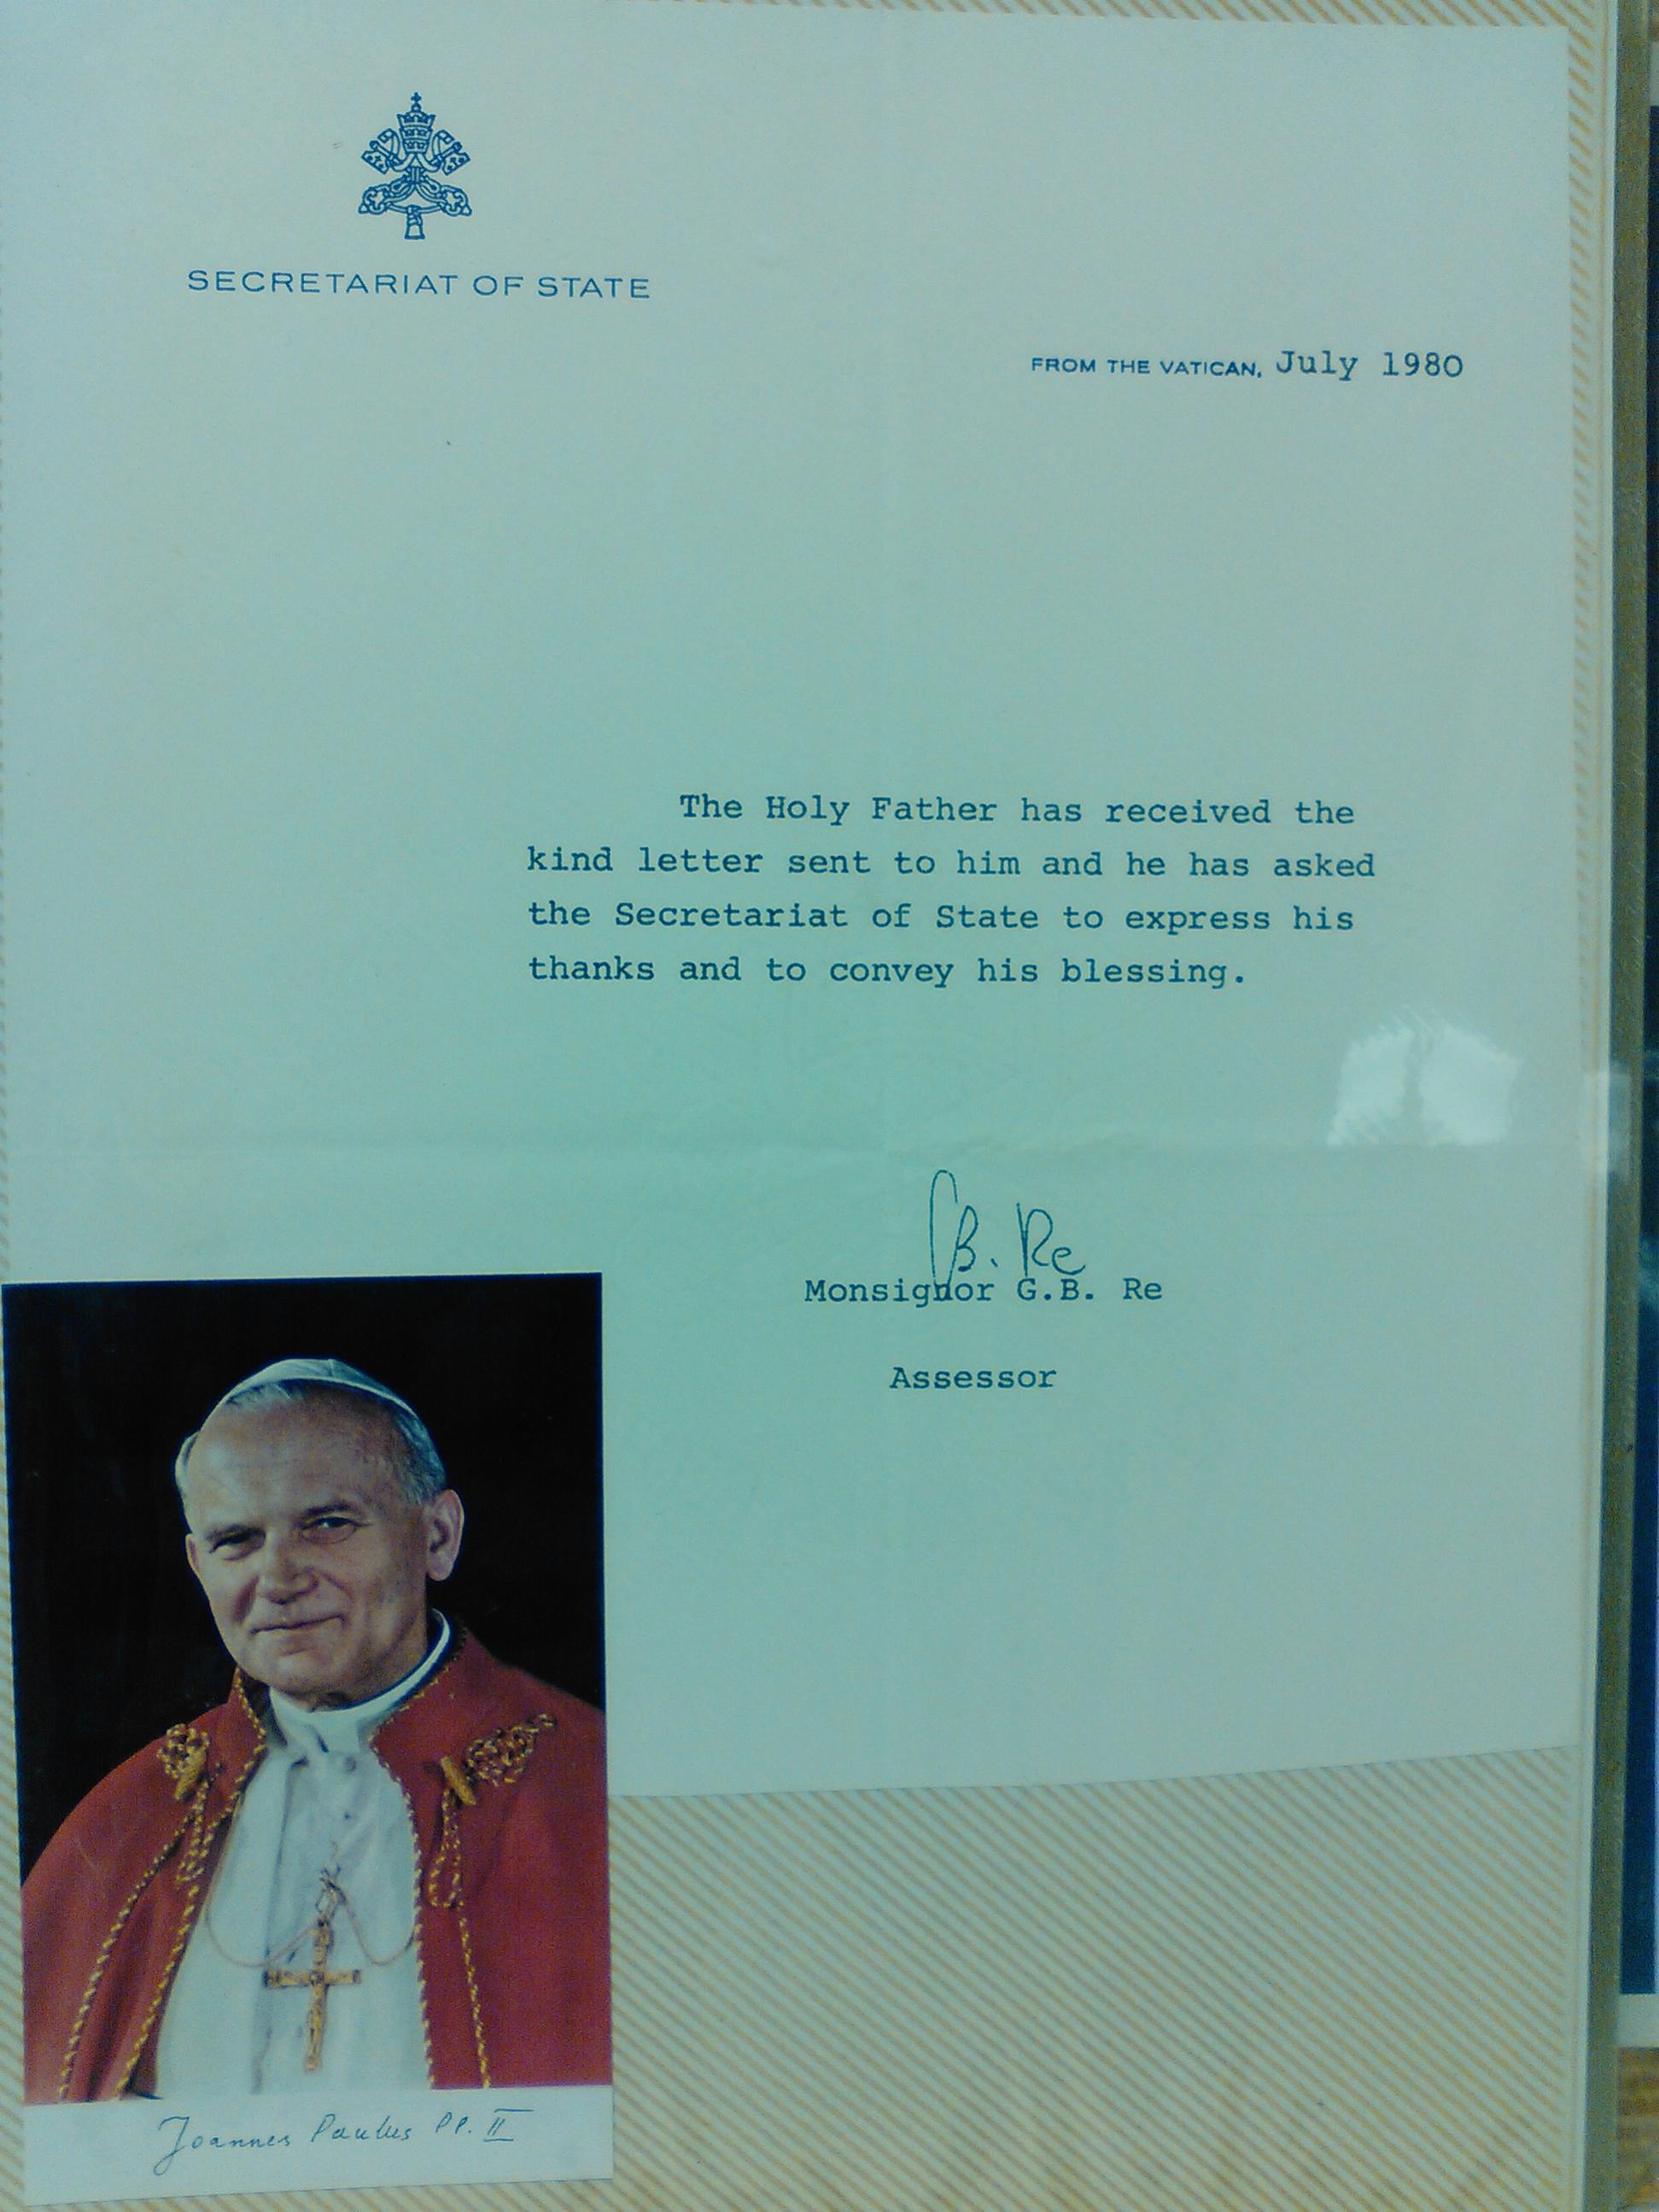 SECRETARIAT OF STATE
FROM THE VATICAN, July 1980
The Holy Father has received the
kind letter sent to him and he has asked
the Secretariat of State to express his
thanks and to convey his blessing.
GB. Re
Monsignor G.B. Re
Assessor
Joannes Paulus PP. II